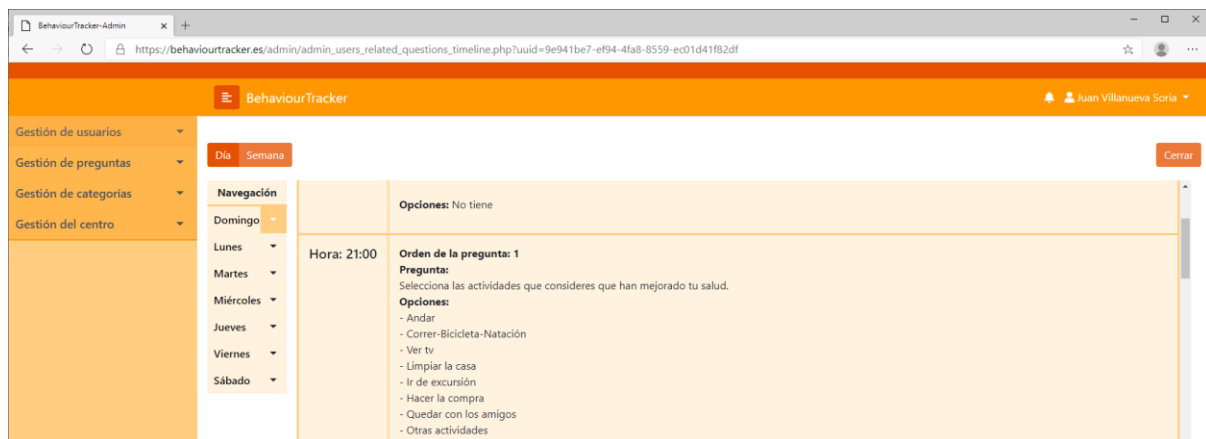 BehaviourTracker-Admin
https://behaviourtracker.es/admin/admin_users_related_questions_timeline.php?uuid=9e941be7-ef94-4fa8-8559-ec01d41f82df
BehaviourTracker
Juan Villanueva Soria
Gestión de usuarios
Gestión de preguntas
Gestión de categorías
Gestión del centro
Día Semana
Cerrar
Navegación
Domingo
Lunes
Martes
Miércoles
Jueves
Viernes
Sábado
Opciones: No tiene
Hora: 21:00
Orden de la pregunta: 1
Pregunta:
Selecciona las actividades que consideres que han mejorado tu salud.
Opciones:
- Andar
- Correr-Bicicleta-Natación
- Ver tv
- Limpiar la casa
- Ir de excursión
- Hacer la compra
- Quedar con los amigos
- Otras actividades